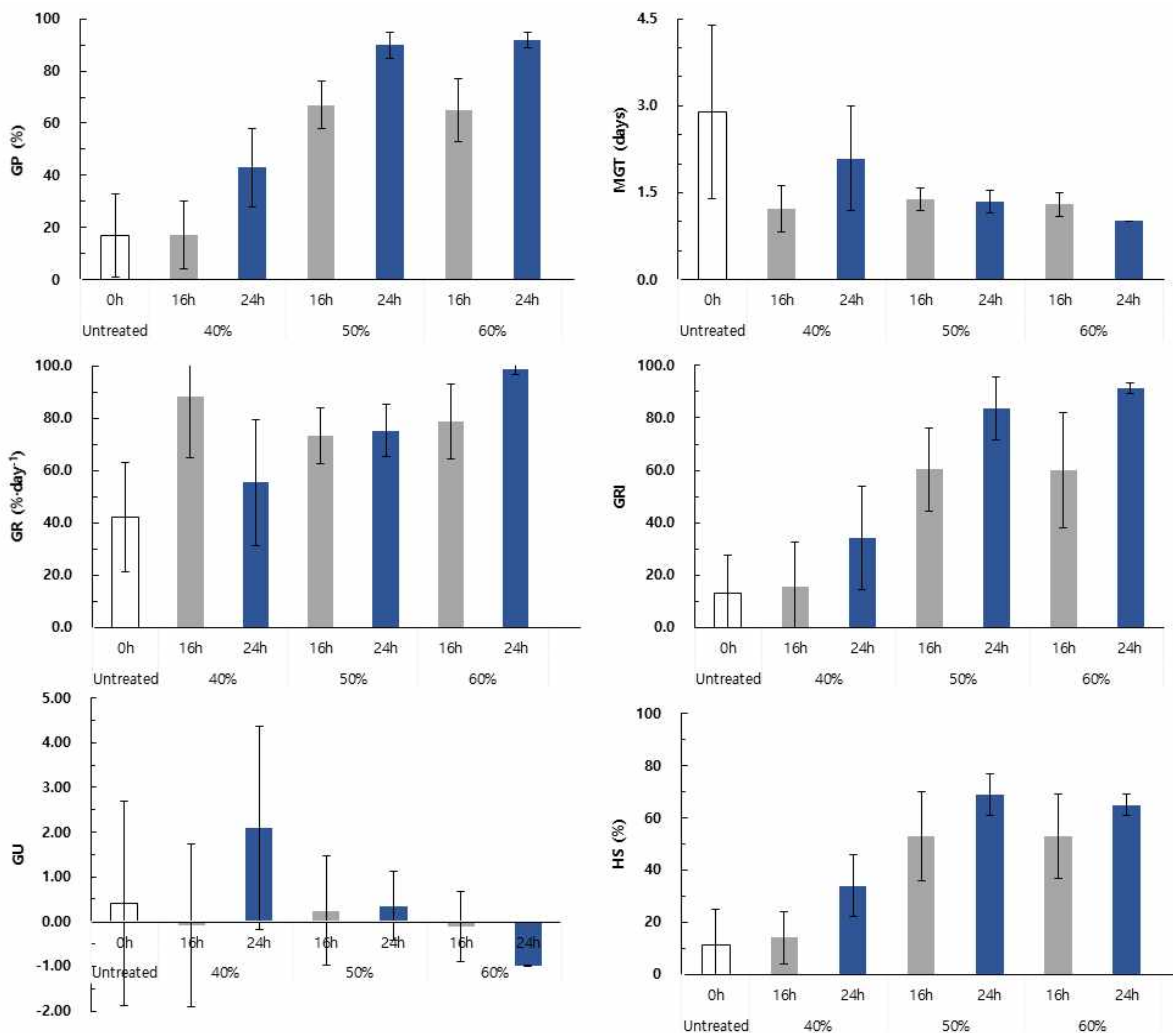 GP (%)
100
80
60
40
20
0
0h 16h 24h 16h 24h 16h 24h
Untreated 40% 50% 60%
MGT (days)
4.5
3.0
1.5
0.0
0h 16h 24h 16h 24h 16h 24h
Untreated 40% 50% 60%
GR (%·day⁻¹)
100.0
80.0
60.0
40.0
20.0
0.0
0h 16h 24h 16h 24h 16h 24h
Untreated 40% 50% 60%
GRI
100.0
80.0
60.0
40.0
20.0
0.0
0h 16h 24h 16h 24h 16h 24h
Untreated 40% 50% 60%
GU
5.00
4.00
3.00
2.00
1.00
0.00
-1.00
-2.00
0h 16h 24h 16h 24h 16h 24h
Untreated 40% 50% 60%
HS (%)
100
80
60
40
20
0
0h 16h 24h 16h 24h 16h 24h
Untreated 40% 50% 60%